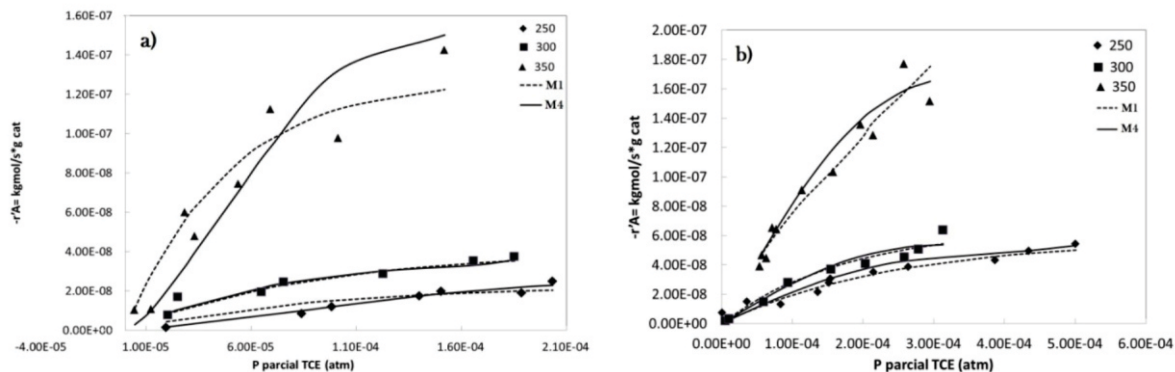 a)
1.60E-07
1.40E-07
1.20E-07
1.00E-07
8.00E-08
6.00E-08
4.00E-08
2.00E-08
0.00E+00
-4.00E-05 1.00E-05 6.00E-05 1.10E-04 1.60E-04 2.10E-04
-r'A= kgmol/s*g cat
P parcial TCE (atm)
250
300
350
M1
M4
b)
2.00E-07
1.80E-07
1.60E-07
1.40E-07
1.20E-07
1.00E-07
8.00E-08
6.00E-08
4.00E-08
2.00E-08
0.00E+00
0.00E+00 1.00E-04 2.00E-04 3.00E-04 4.00E-04 5.00E-04 6.00E-04
-r'A= kgmol/s*g cat
P parcial TCE (atm)
250
300
350
M1
M4